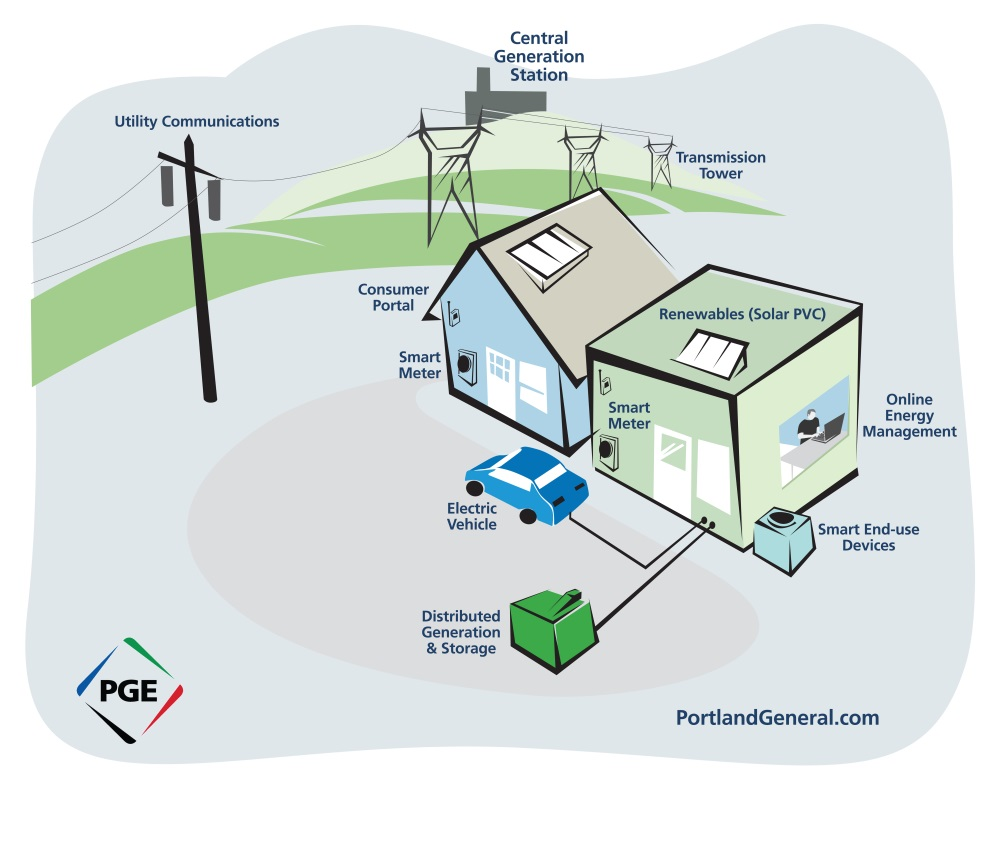 Central
Generation
Station
Utility Communications
Transmission
Tower
Consumer
Portal
Renewables (Solar PVC)
Smart
Meter
Smart
Meter
Online
Energy
Management
Electric
Vehicle
Smart End-use
Devices
Distributed
Generation
& Storage
PGE
PortlandGeneral.com